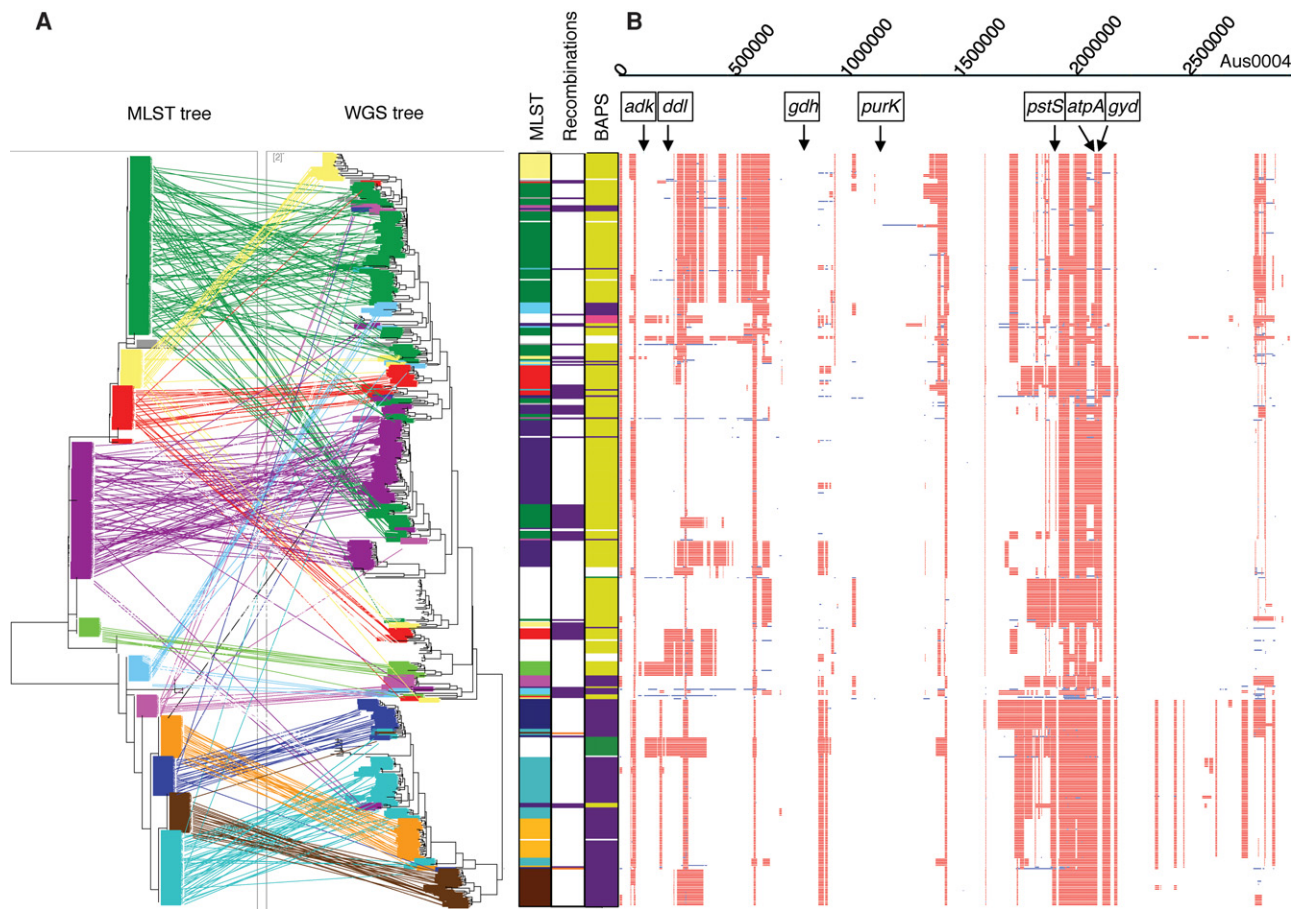 A
B
MLST tree
WGS tree
[2]
MLST
Recombinations
BAPS
0
500000
1000000
1500000
2000000
2500000
Aus0004
adk
ddl
gdh
purK
pstS
atpA
gyd